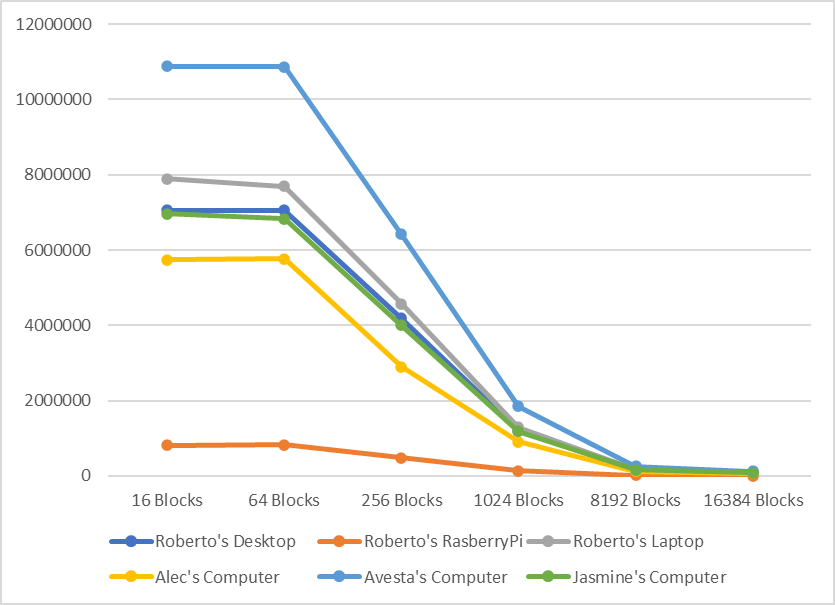 12000000
10000000
8000000
6000000
4000000
2000000
0
16 Blocks 64 Blocks 256 Blocks 1024 Blocks 8192 Blocks 16384 Blocks
Roberto's Desktop Roberto's RasberryPi Roberto's Laptop
Alec's Computer Avesta's Computer Jasmine's Computer